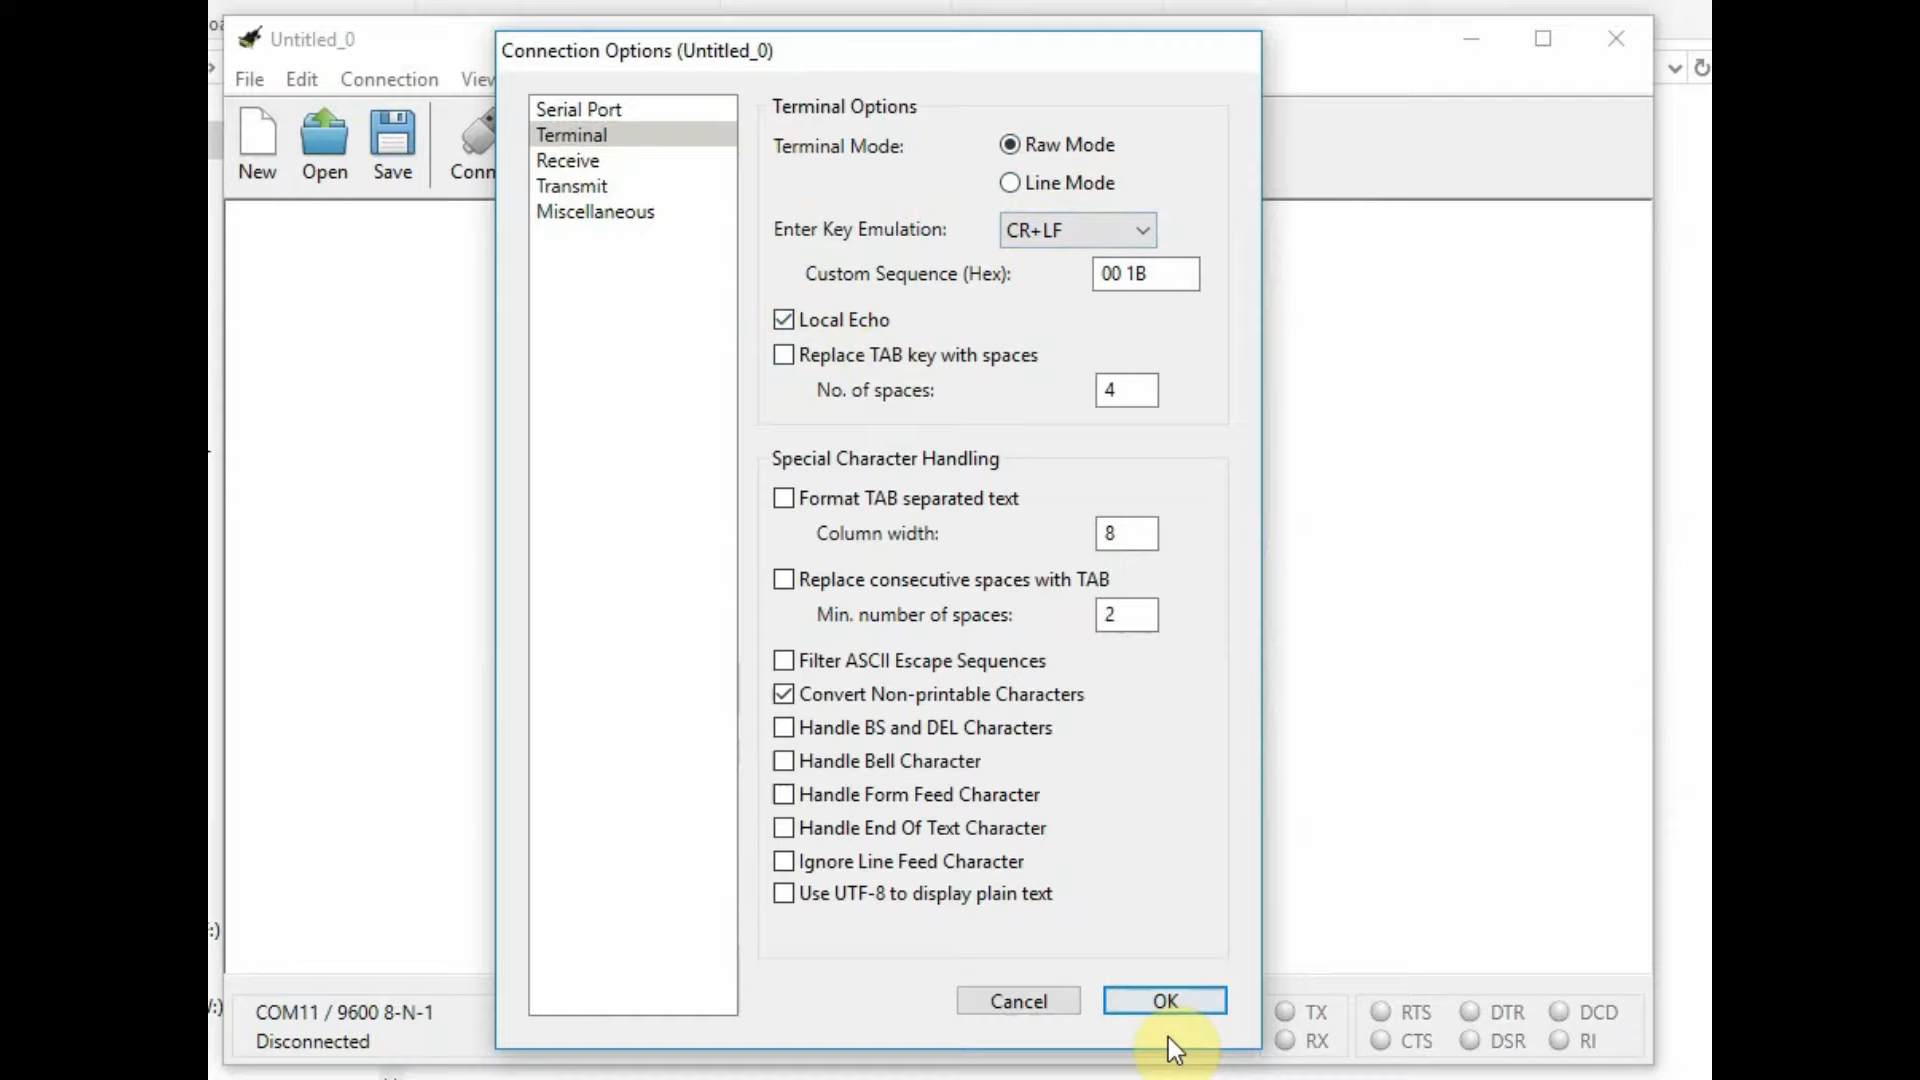 Untitled_0
File Edit Connection View
New Open Save Conn
Connection Options (Untitled_0)
Serial Port
Terminal
Receive
Transmit
Miscellaneous
Terminal Options
Terminal Mode: Raw Mode
Line Mode
Enter Key Emulation: CR+LF
Custom Sequence (Hex): 00 1B
Local Echo
Replace TAB key with spaces
No. of spaces: 4
Special Character Handling
Format TAB separated text
Column width: 8
Replace consecutive spaces with TAB
Min. number of spaces: 2
Filter ASCII Escape Sequences
Convert Non-printable Characters
Handle BS and DEL Characters
Handle Bell Character
Handle Form Feed Character
Handle End Of Text Character
Ignore Line Feed Character
Use UTF-8 to display plain text
Cancel OK
COM11 / 9600 8-N-1
Disconnected
TX RTS DTR DCD
RX CTS DSR RI